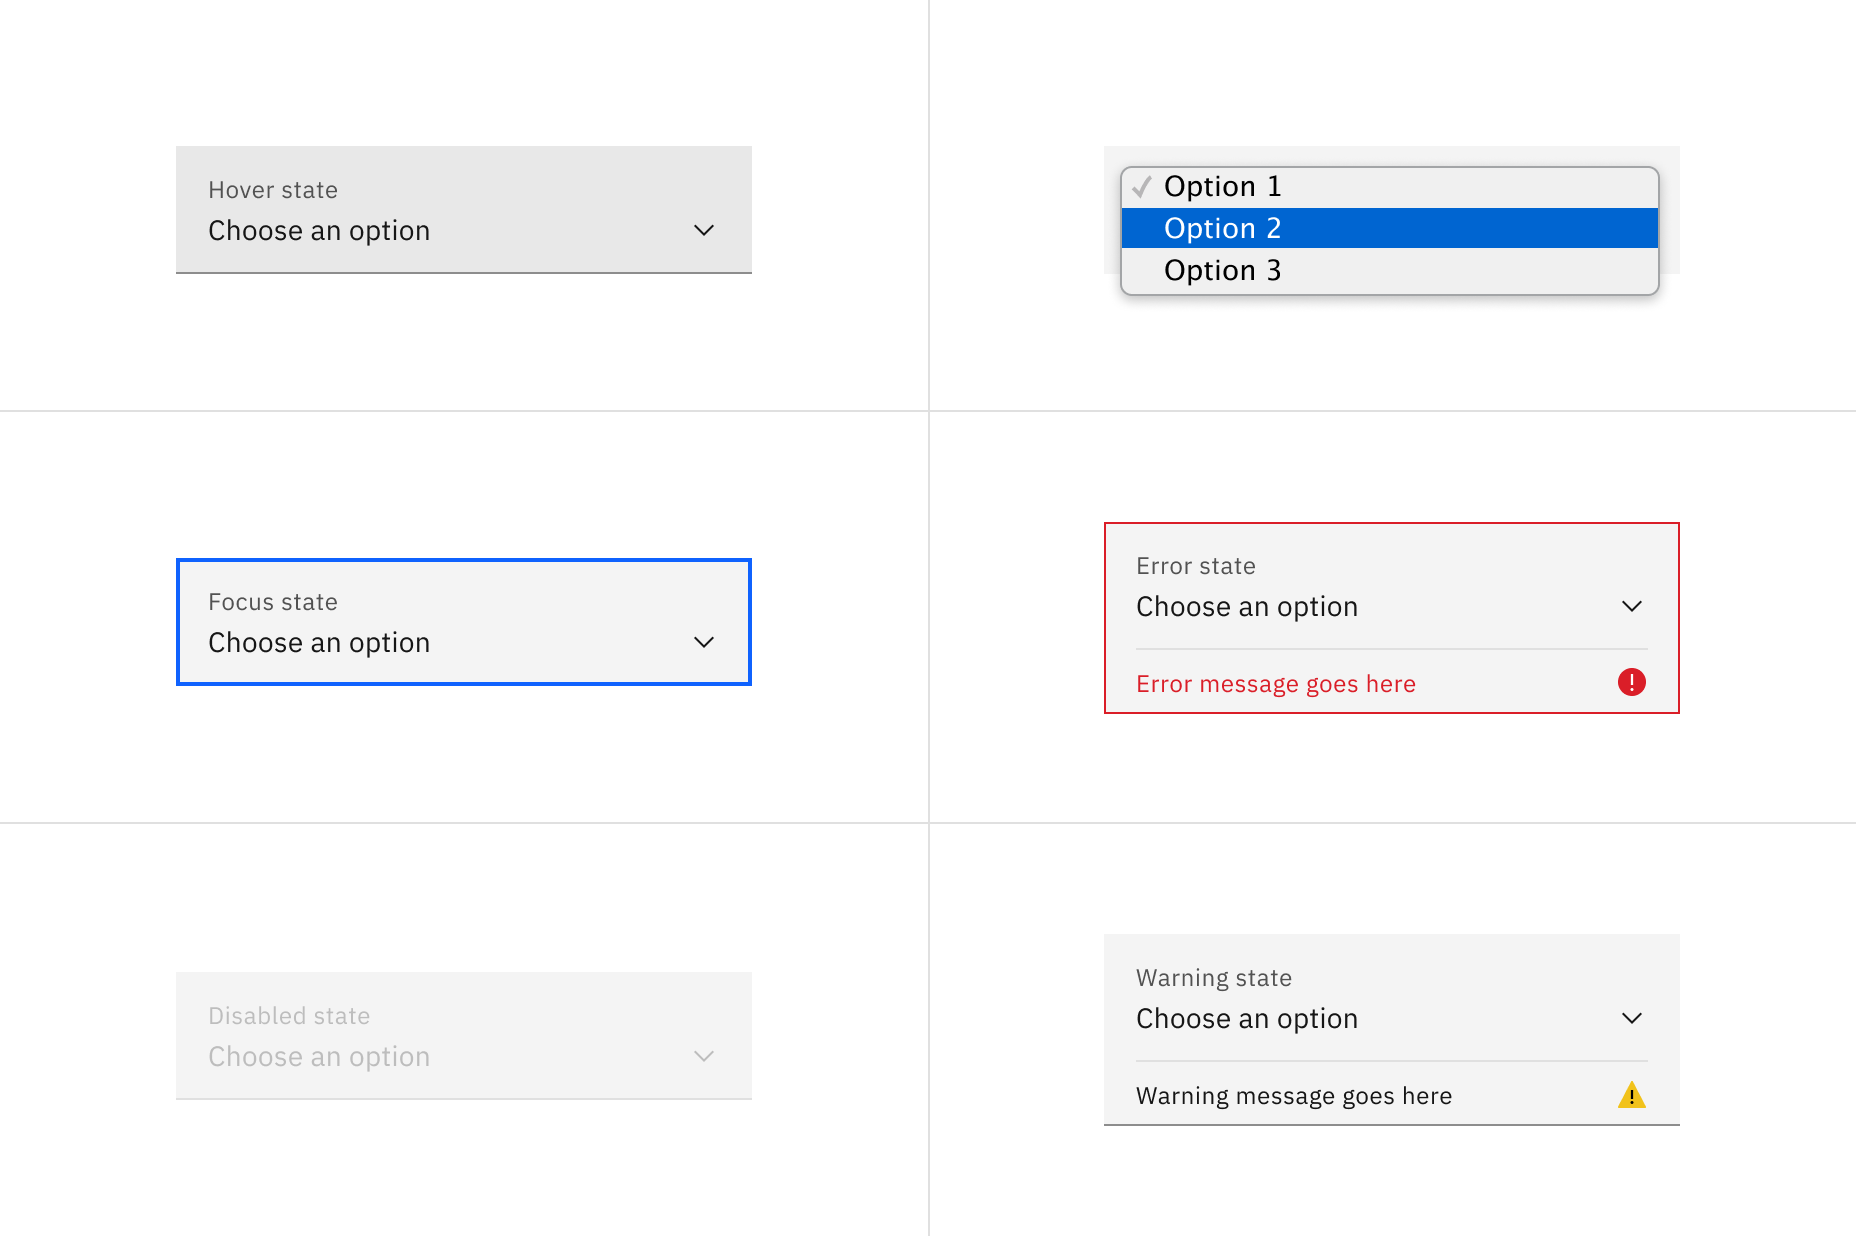 Hover state
Choose an option
Option 1
Option 2
Option 3
Focus state
Choose an option
Error state
Choose an option
Error message goes here
Disabled state
Choose an option
Warning state
Choose an option
Warning message goes here